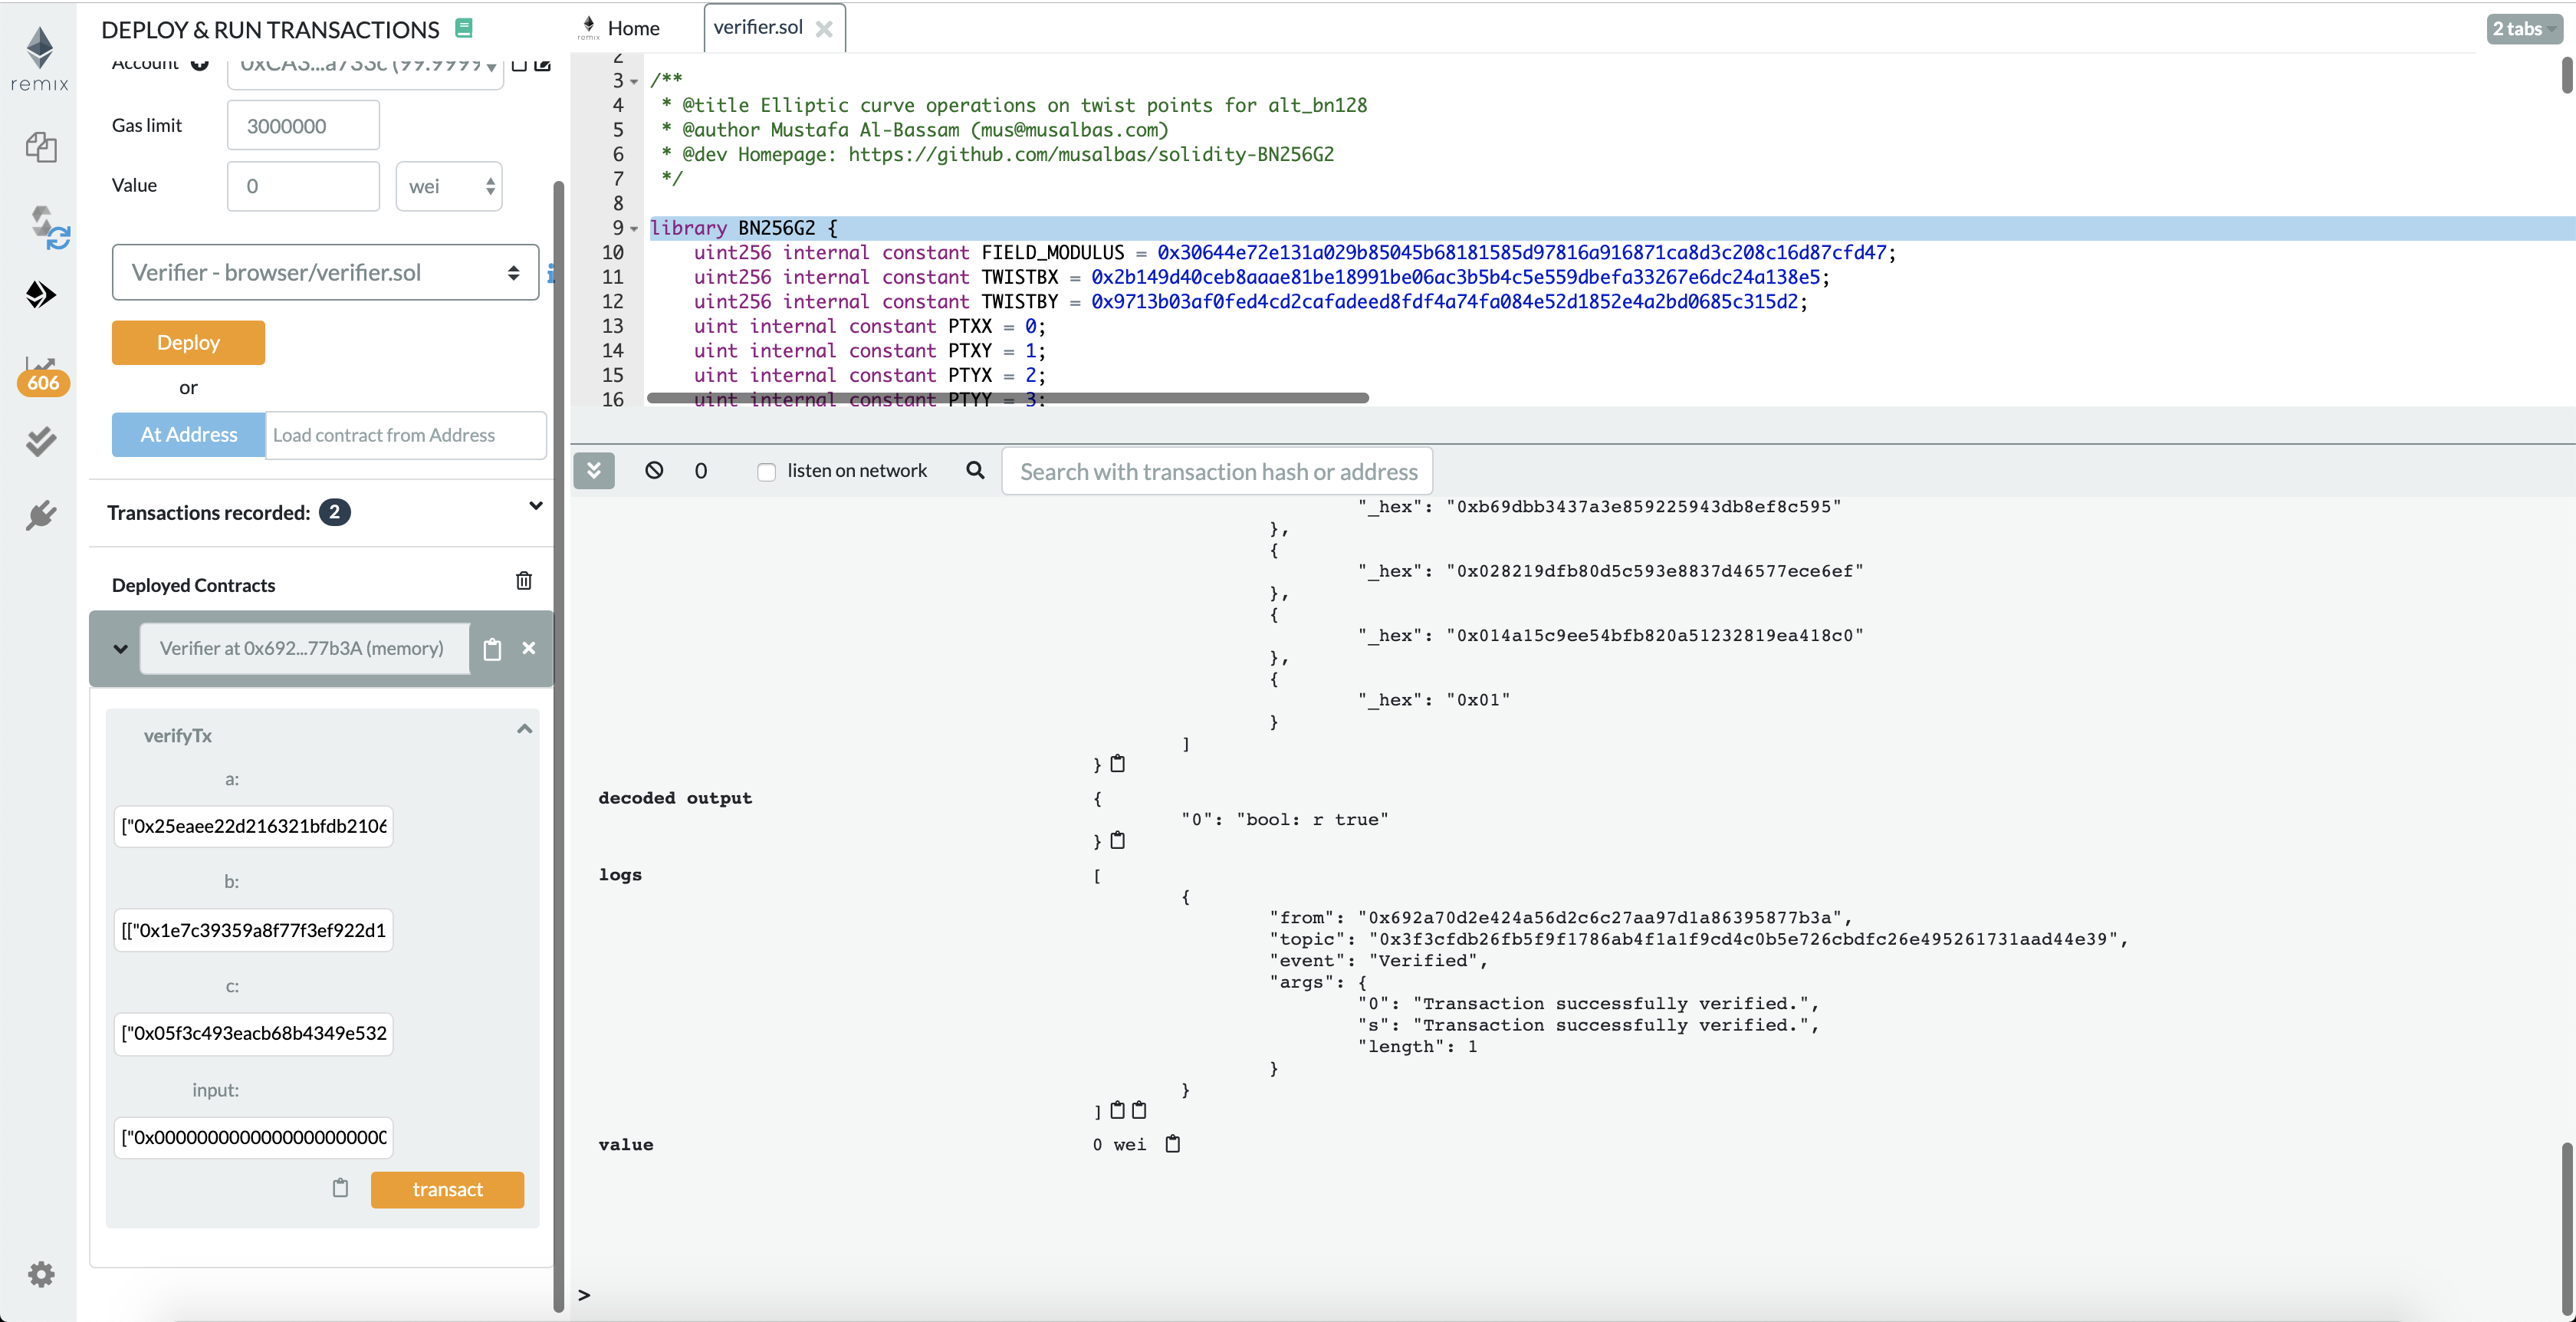 remix
606
DEPLOY & RUN TRANSACTIONS
Account
0xCA3...a733c (99.9999
Gas limit
3000000
Value
0
wei
Verifier - browser/verifier.sol
i
Deploy
or
At Address
Load contract from Address
Transactions recorded: 2
Deployed Contracts
Verifier at 0x692...77b3A (memory)
verifyTx
a:
["0x25eaee22d216321bfdb2106
b:
[["0x1e7c39359a8f77f3ef922d1
c:
["0x05f3c493eacb68b4349e532
input:
["0x00000000000000000000000
transact
remix
Home
verifier.sol
2 tabs
2
3 /**
4 * @title Elliptic curve operations on twist points for alt_bn128
5 * @author Mustafa Al-Bassam (mus@musalbas.com)
6 * @dev Homepage: https://github.com/musalbas/solidity-BN256G2
7 */
8
9 library BN256G2 {
10 uint256 internal constant FIELD_MODULUS = 0x30644e72e131a029b85045b68181585d97816a916871ca8d3c208c16d87cfd47;
11 uint256 internal constant TWISTBX = 0x2b149d40ceb8aaae81be18991be06ac3b5b4c5e559dbefa33267e6dc24a138e5;
12 uint256 internal constant TWISTBY = 0x9713b03af0fed4cd2cafadeed8fdf4a74fa084e52d1852e4a2bd0685c315d2;
13 uint internal constant PTXX = 0;
14 uint internal constant PTXY = 1;
15 uint internal constant PTYX = 2;
16 uint internal constant PTYY = 3;
0
listen on network
Search with transaction hash or address
"_hex": "0xb69dbb3437a3e859225943db8ef8c595"
},
{
"_hex": "0x028219dfb80d5c593e8837d46577ece6ef"
},
{
"_hex": "0x014a15c9ee54bfb820a51232819ea418c0"
},
{
"_hex": "0x01"
}
]
}
decoded output {
"0": "bool: r true"
}
logs [
{
"from": "0x692a70d2e424a56d2c6c27aa97d1a86395877b3a",
"topic": "0x3f3cfdb26fb5f9f1786ab4f1a1f9cd4c0b5e726cbdfc26e495261731aad44e39",
"event": "Verified",
"args": {
"0": "Transaction successfully verified.",
"s": "Transaction successfully verified.",
"length": 1
}
}
]
value 0 wei
>